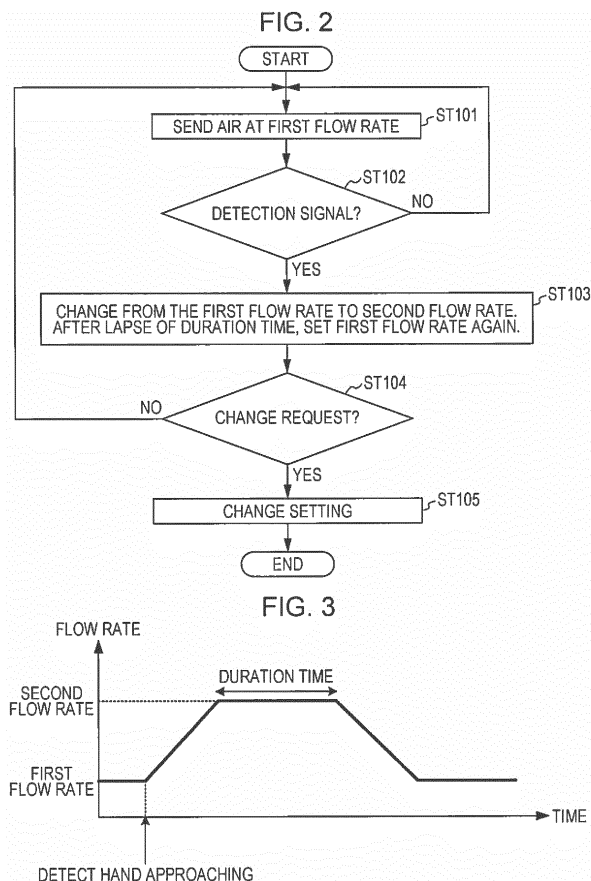 FIG. 2
START
SEND AIR AT FIRST FLOW RATE
ST101
ST102
DETECTION SIGNAL?
NO
YES
ST103
CHANGE FROM THE FIRST FLOW RATE TO SECOND FLOW RATE.
AFTER LAPSE OF DURATION TIME, SET FIRST FLOW RATE AGAIN.
ST104
NO
CHANGE REQUEST?
YES
ST105
CHANGE SETTING
END
FIG. 3
FLOW RATE
DURATION TIME
SECOND
FLOW RATE
FIRST
FLOW RATE
TIME
DETECT HAND APPROACHING